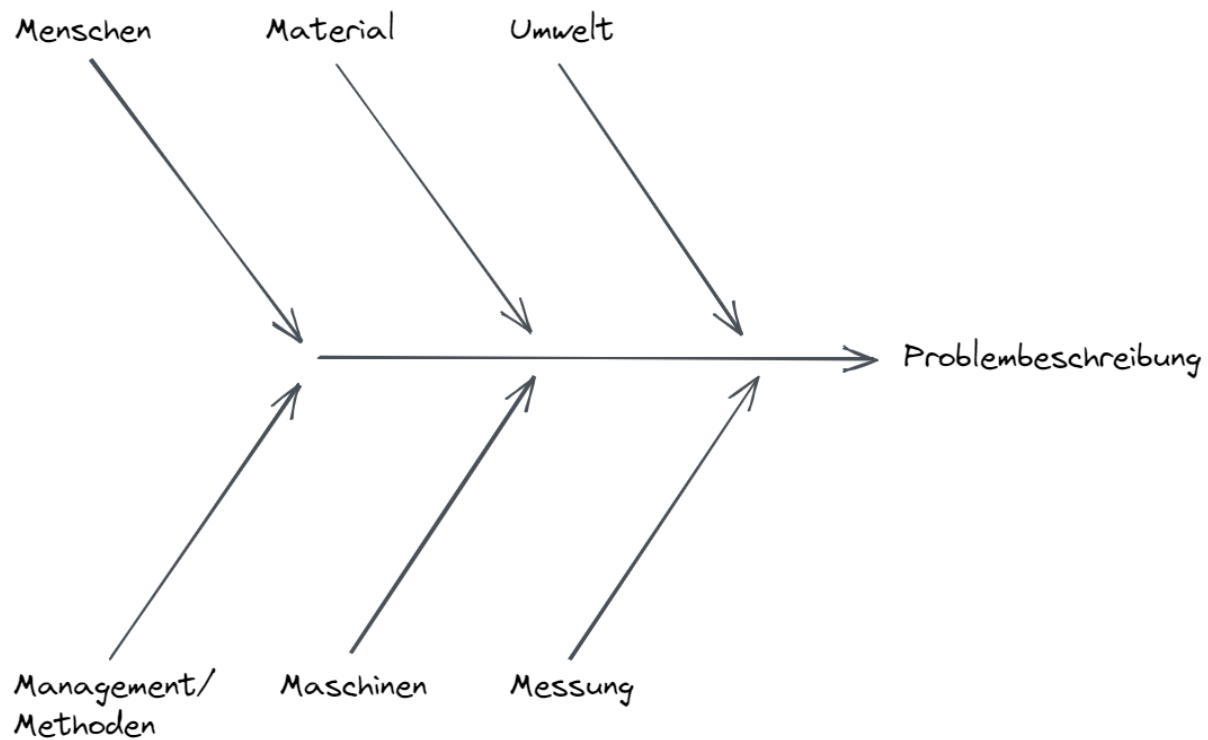 Menschen
Material
Umwelt
Problembeschreibung
Management/
Methoden
Maschinen
Messung